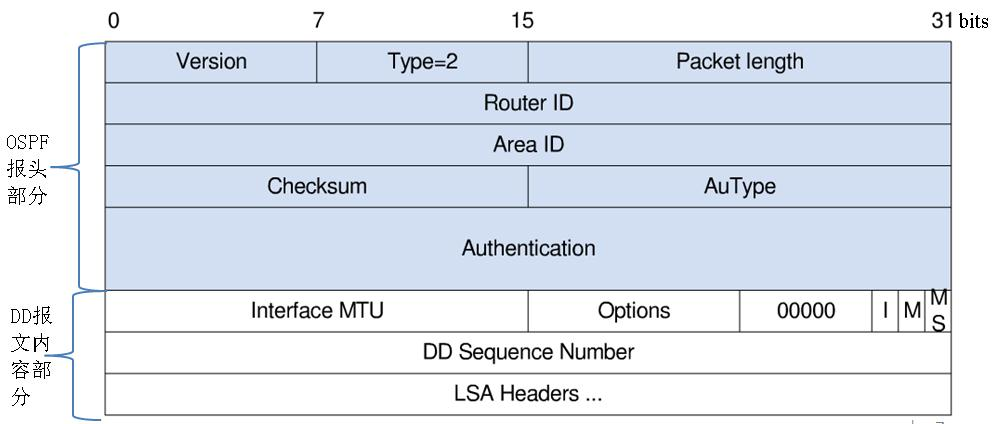 0 7 15 31 bits
Version Type=2 Packet length
Router ID
Area ID
OSPF
报头
部分
Checksum AuType
Authentication
Interface MTU Options 00000 I M M
S
DD报
文内
容部
分
DD Sequence Number
LSA Headers ...